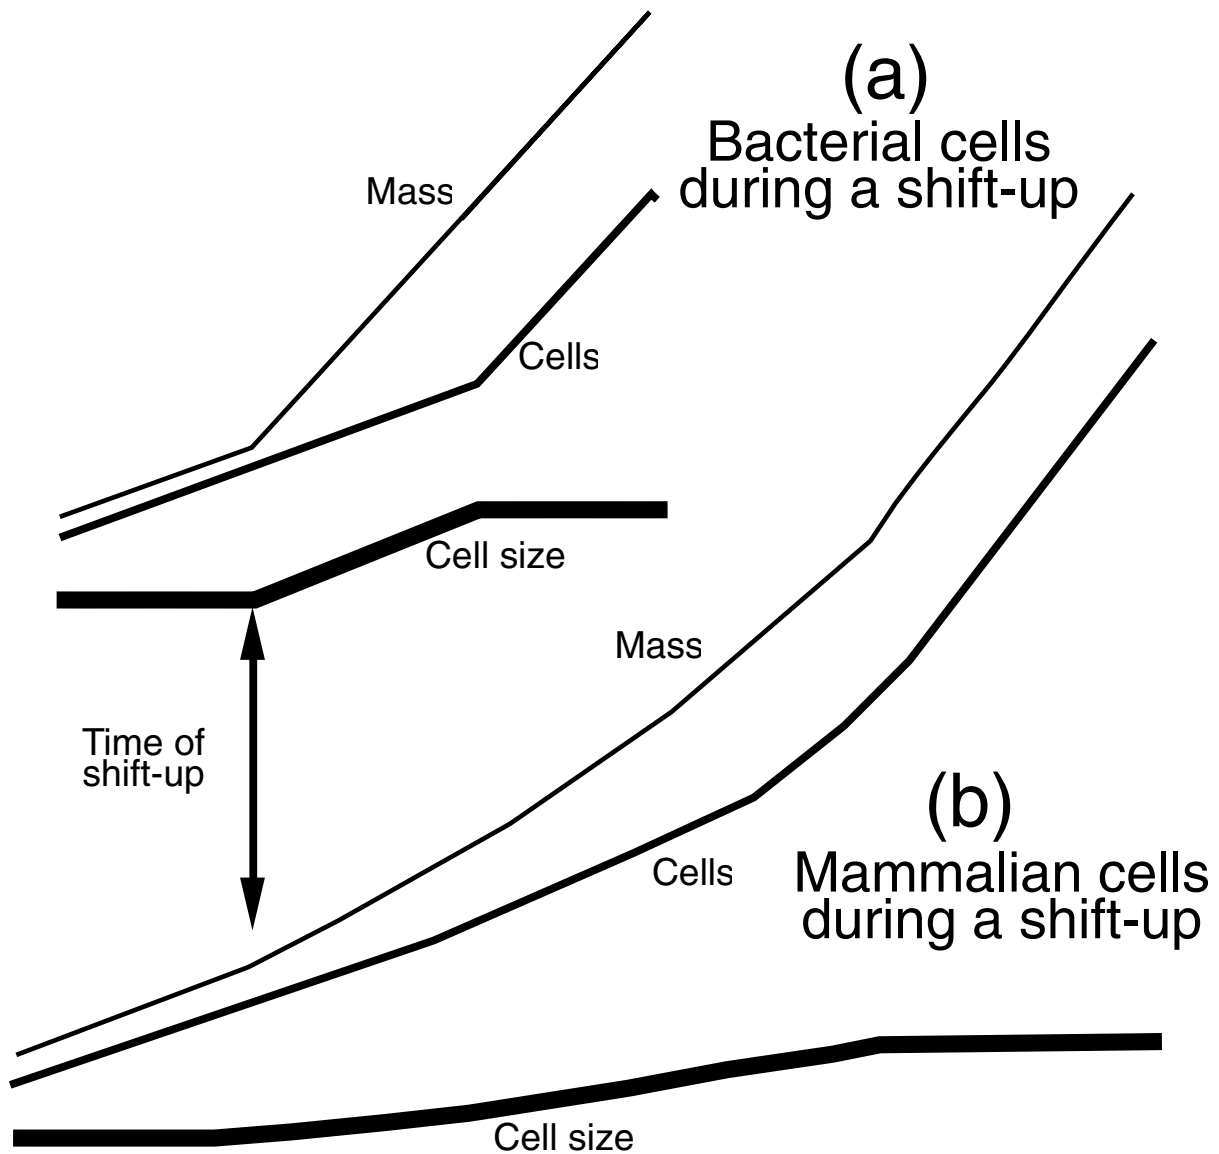 (a)
Bacterial cells
during a shift-up
Mass
Cells
Cell size
Time of
shift-up
Mass
Cells
(b)
Mammalian cells
during a shift-up
Cell size